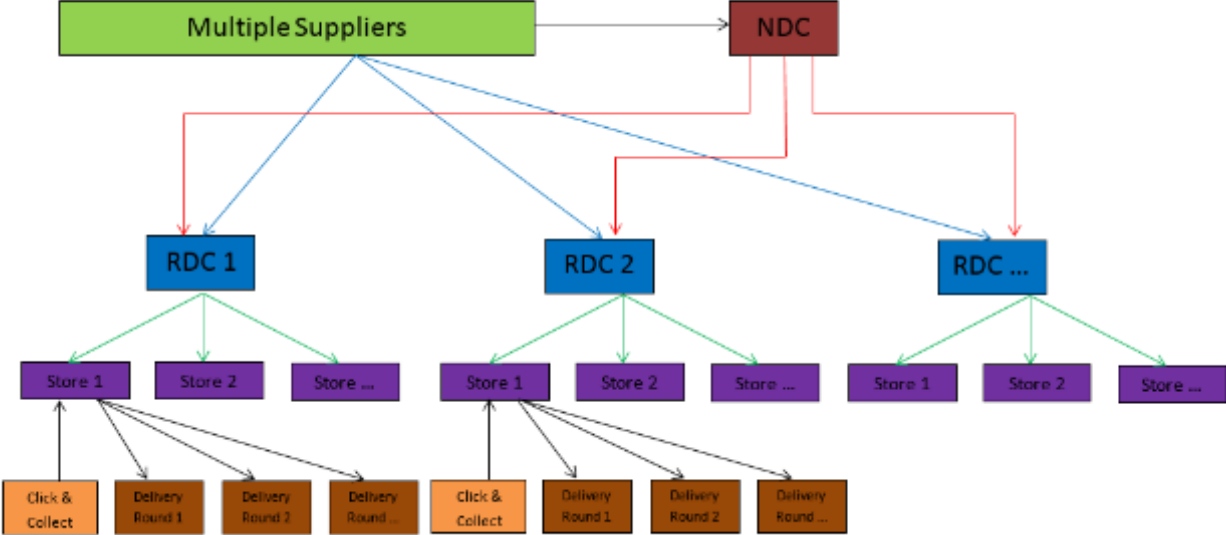 Multiple Suppliers
NDC
RDC 1
RDC 2
RDC ...
Store 1
Store 2
Store ...
Store 1
Store 2
Store ...
Store 1
Store 2
Store ...
Click &
Collect
Delivery
Round 1
Delivery
Round 2
Delivery
Round ...
Click &
Collect
Delivery
Round 1
Delivery
Round 2
Delivery
Round ...